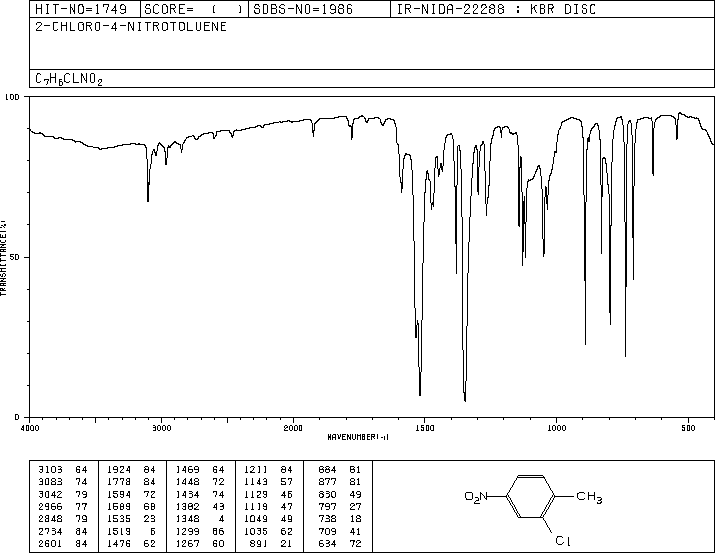 HIT-NO=1749 SCORE= ( ) SDBS-NO=1986 IR-NIDA-22288 : KBR DISC
2-CHLORO-4-NITROTOLUENE
C7H6CLNO2
100
50
0
TRANSMITTANCE(%)
4000 3000 2000 1500 1000 500
WAVENUMBER(-1)
3103 64 1924 84 1469 64 1211 84 884 81
3083 74 1778 84 1448 72 1143 57 877 81
3042 79 1594 72 1434 74 1129 46 830 49
2966 77 1589 68 1382 43 1119 47 797 27
2848 79 1535 23 1348 4 1049 49 738 18
2734 84 1519 6 1299 86 1035 62 709 41
2601 84 1476 62 1267 60 891 21 634 72
O2N
CH3
Cl